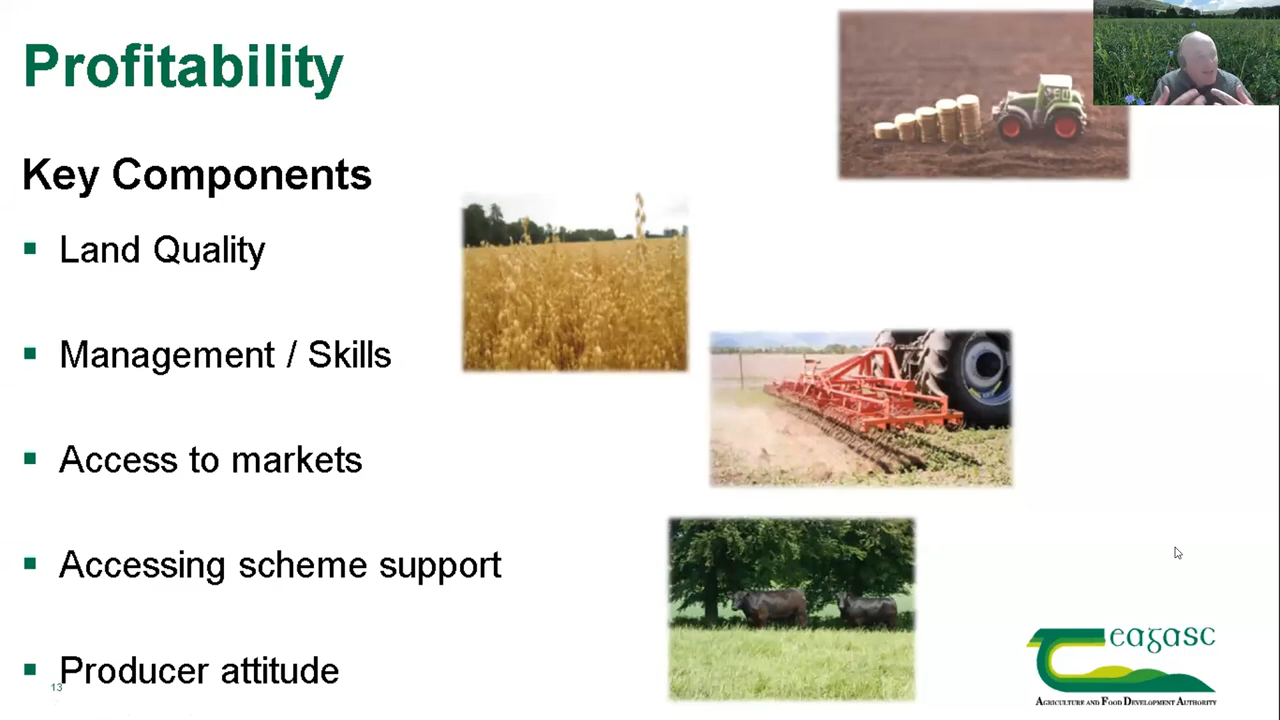 Profitability
Key Components
▪ Land Quality
▪ Management / Skills
▪ Access to markets
▪ Accessing scheme support
▪ Producer attitude
13
eagasc
AGRICULTURE AND FOOD DEVELOPMENT AUTHORITY